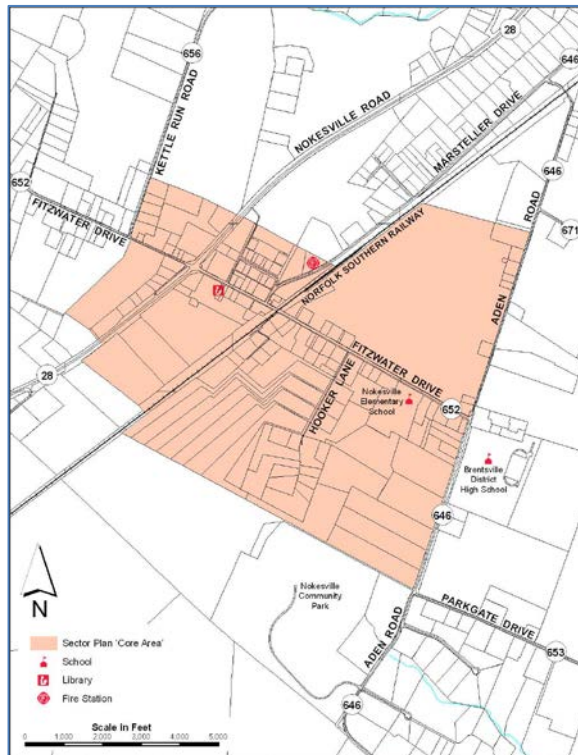 28
656
646
KETTLE RUN ROAD
NOKESVILLE ROAD
MARSTELLER DRIVE
652
FITZWATER DRIVE
646
671
ROAD
ADEN
NORFOLK SOUTHERN RAILWAY
FITZWATER DRIVE
28
HOOKER LANE
Nokesville
Elementary
School
652
Brentsville
District
High School
646
Nokesville
Community
Park
PARKGATE DRIVE
653
ADEN ROAD
646
N
Sector Plan 'Core Area'
School
Library
Fire Station
Scale in Feet
0 1,000 2,000 3,000 4,000 5,000